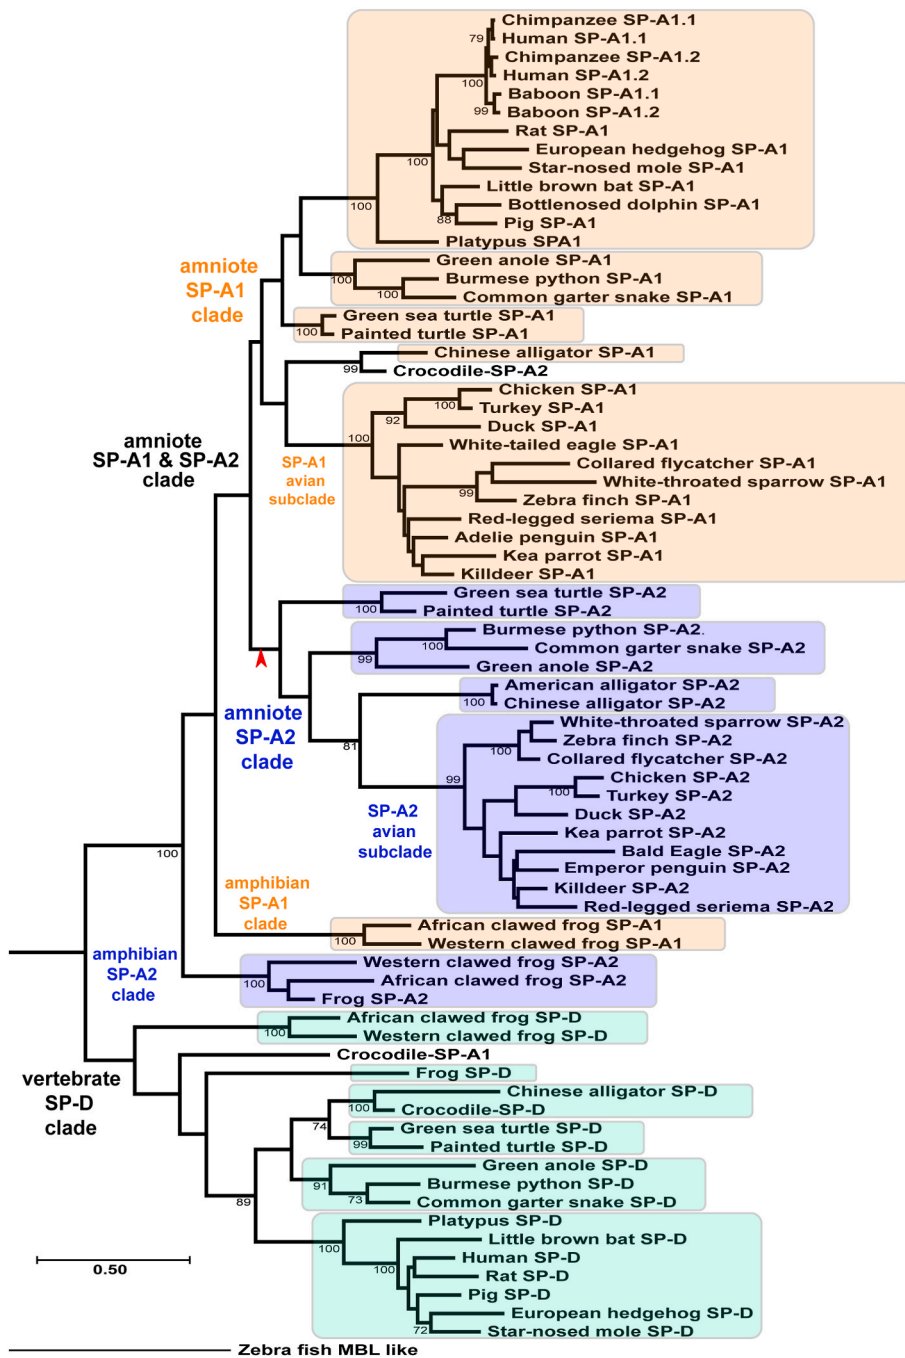 Chimpanzee SP-A1.1
79
Human SP-A1.1
Chimpanzee SP-A1.2
Human SP-A1.2
100
Baboon SP-A1.1
99
Baboon SP-A1.2
Rat SP-A1
European hedgehog SP-A1
100
Star-nosed mole SP-A1
Little brown bat SP-A1
100
Bottlenosed dolphin SP-A1
88
Pig SP-A1
Platypus SPA1
Green anole SP-A1
100
Burmese python SP-A1
100
Common garter snake SP-A1
amniote
SP-A1
clade
Green sea turtle SP-A1
100
Painted turtle SP-A1
Chinese alligator SP-A1
99
Crocodile-SP-A2
Chicken SP-A1
100
Turkey SP-A1
92
Duck SP-A1
100
White-tailed eagle SP-A1
amniote
SP-A1 & SP-A2
clade
SP-A1
avian
subclade
Collared flycatcher SP-A1
White-throated sparrow SP-A1
99
Zebra finch SP-A1
Red-legged seriema SP-A1
Adelie penguin SP-A1
Kea parrot SP-A1
Killdeer SP-A1
Green sea turtle SP-A2
100
Painted turtle SP-A2
Burmese python SP-A2.
100
Common garter snake SP-A2
99
Green anole SP-A2
American alligator SP-A2
100
Chinese alligator SP-A2
amniote
SP-A2
clade
81
White-throated sparrow SP-A2
Zebra finch SP-A2
100
Collared flycatcher SP-A2
99
Chicken SP-A2
100
Turkey SP-A2
Duck SP-A2
SP-A2
avian
subclade
Kea parrot SP-A2
Bald Eagle SP-A2
100
Emperor penguin SP-A2
Killdeer SP-A2
Red-legged seriema SP-A2
amphibian
SP-A1
clade
African clawed frog SP-A1
100
Western clawed frog SP-A1
amphibian
SP-A2
clade
Western clawed frog SP-A2
100
African clawed frog SP-A2
Frog SP-A2
African clawed frog SP-D
100
Western clawed frog SP-D
Crocodile-SP-A1
vertebrate
SP-D
clade
Frog SP-D
Chinese alligator SP-D
100
Crocodile-SP-D
74
Green sea turtle SP-D
99
Painted turtle SP-D
Green anole SP-D
91
Burmese python SP-D
73
89
Common garter snake SP-D
Platypus SP-D
100
Little brown bat SP-D
Human SP-D
100
Rat SP-D
Pig SP-D
European hedgehog SP-D
72
Star-nosed mole SP-D
0.50
Zebra fish MBL like